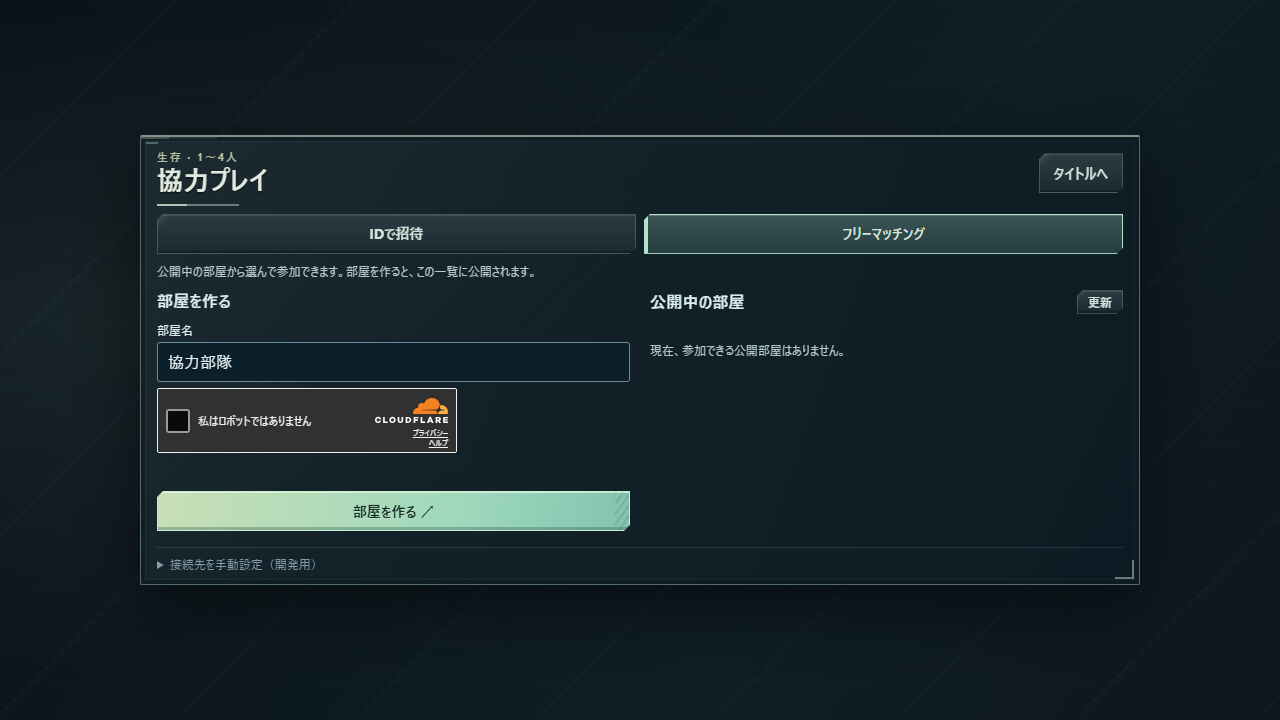 生存・1〜4人
協力プレイ
タイトルへ
IDで招待
フリーマッチング
公開中の部屋から選んで参加できます。部屋を作ると、この一覧に公開されます。
部屋を作る
部屋名
協力部隊
私はロボットではありません
CLOUDFLARE
プライバシー
ヘルプ
部屋を作る ↗
公開中の部屋
更新
現在、参加できる公開部屋はありません。
▶ 接続先を手動設定（開発用）